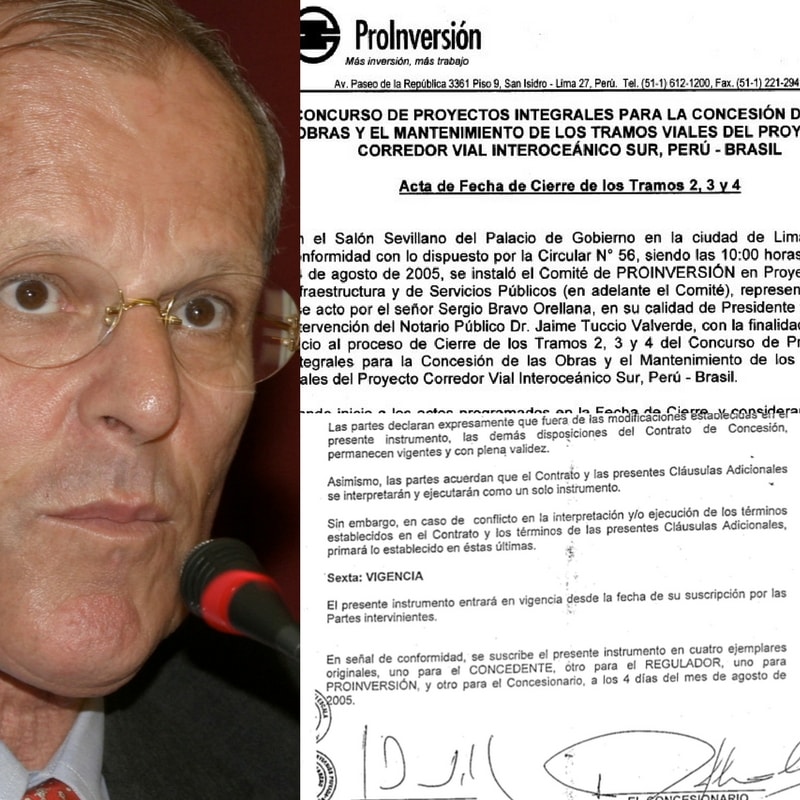 ProInversión
Más inversión, más trabajo
Av. Paseo de la República 3361 Piso 9, San Isidro - Lima 27, Perú. Tel. (51-1) 612-1200, Fax. (51-1) 221-294
CONCURSO DE PROYECTOS INTEGRALES PARA LA CONCESIÓN D
OBRAS Y EL MANTENIMIENTO DE LOS TRAMOS VIALES DEL PROY
CORREDOR VIAL INTEROCEÁNICO SUR, PERÚ - BRASIL
Acta de Fecha de Cierre de los Tramos 2, 3 y 4
n el Salón Sevillano del Palacio de Gobierno en la ciudad de Lima
onformidad con lo dispuesto por la Circular N° 56, siendo las 10:00 horas
de agosto de 2005, se instaló el Comité de PROINVERSIÓN en Proye
fraestructura y de Servicios Públicos (en adelante el Comité), represen
e acto por el señor Sergio Bravo Orellana, en su calidad de Presidente
tervención del Notario Público Dr. Jaime Tuccio Valverde, con la finalidad
cio al proceso de Cierre de los Tramos 2, 3 y 4 del Concurso de Pr
tegrales para la Concesión de las Obras y el Mantenimiento de los
ales del Proyecto Corredor Vial Interoceánico Sur, Perú - Brasil.
ando inicio a los actos programados en la Fecha de Cierre, y considera
Las partes declaran expresamente que fuera de las modificaciones establecidas en el
presente instrumento, las demás disposiciones del Contrato de Concesión,
permanecen vigentes y con plena validez.
Asimismo, las partes acuerdan que el Contrato y las presentes Cláusulas Adicionales
se interpretarán y ejecutarán como un solo instrumento.
Sin embargo, en caso de conflicto en la interpretación y/o ejecución de los términos
establecidos en el Contrato y los términos de las presentes Cláusulas Adicionales,
primará lo establecido en éstas últimas.
Sexta: VIGENCIA
El presente instrumento entrará en vigencia desde la fecha de su suscripción por las
Partes intervinientes.
En señal de conformidad, se suscribe el presente instrumento en cuatro ejemplares
originales, uno para el CONCEDENTE, otro para el REGULADOR, uno para
PROINVERSIÓN, y otro para el Concesionario, a los 4 días del mes de agosto de
2005.
EL CONCESIONARIO